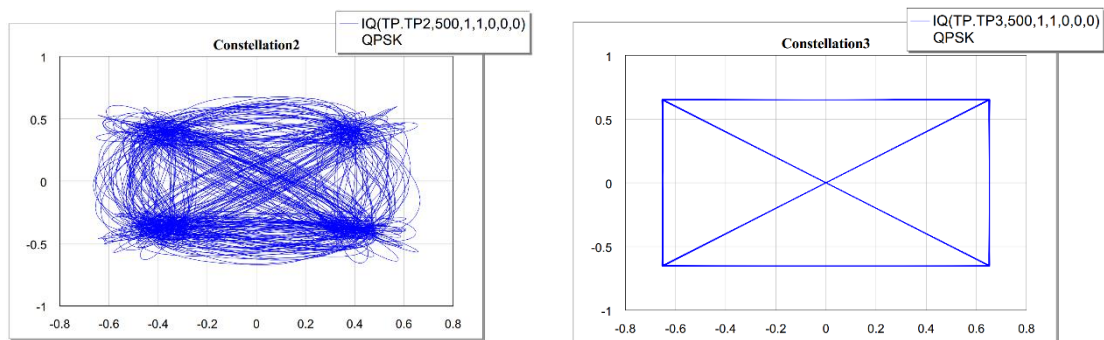 IQ(TP.TP2,500,1,1,0,0,0)
QPSK
Constellation2
1
0.5
0
-0.5
-1
-0.8 -0.6 -0.4 -0.2 0 0.2 0.4 0.6 0.8
IQ(TP.TP3,500,1,1,0,0,0)
QPSK
Constellation3
1
0.5
0
-0.5
-1
-0.8 -0.6 -0.4 -0.2 0 0.2 0.4 0.6 0.8